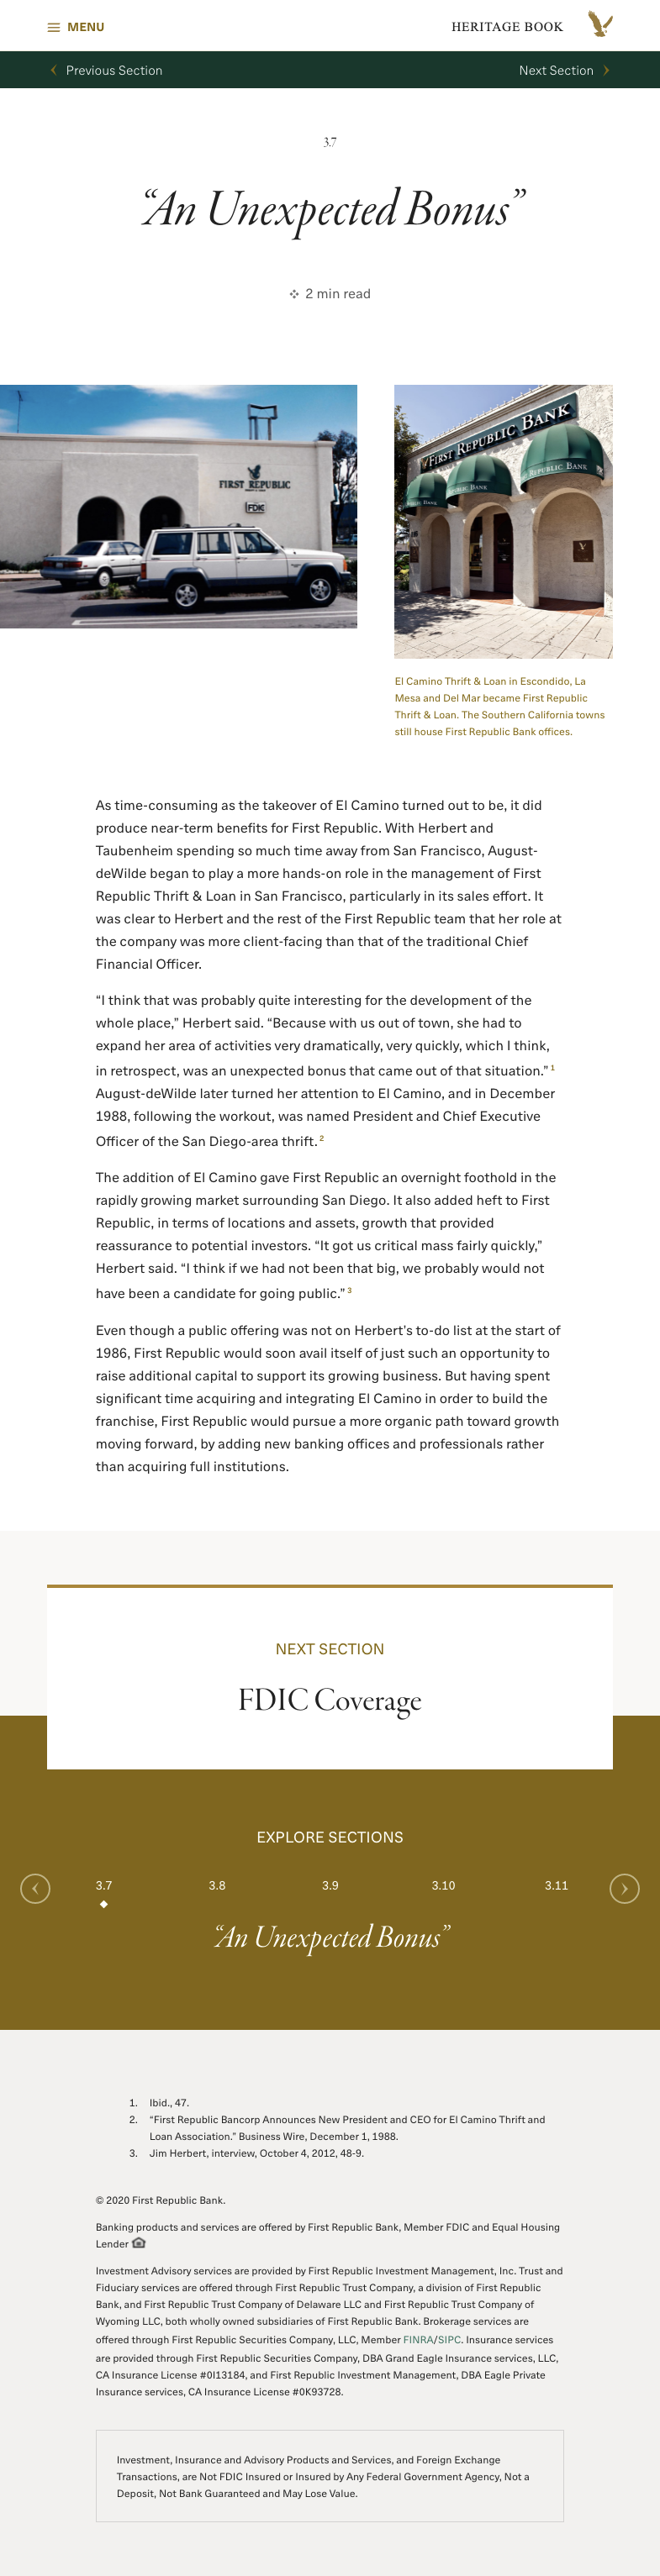 MENU
HERITAGE BOOK
Previous Section
Next Section
3.7
“An Unexpected Bonus”
2 min read
FIRST REPUBLIC
FDIC
FIRST REPUBLIC BANK
REPUBLIC BANK
El Camino Thrift & Loan in Escondido, La
Mesa and Del Mar became First Republic
Thrift & Loan. The Southern California towns
still house First Republic Bank offices.
As time-consuming as the takeover of El Camino turned out to be, it did
produce near-term benefits for First Republic. With Herbert and
Taubenheim spending so much time away from San Francisco, August-
deWilde began to play a more hands-on role in the management of First
Republic Thrift & Loan in San Francisco, particularly in its sales effort. It
was clear to Herbert and the rest of the First Republic team that her role at
the company was more client-facing than that of the traditional Chief
Financial Officer.
“I think that was probably quite interesting for the development of the
whole place,” Herbert said. “Because with us out of town, she had to
expand her area of activities very dramatically, very quickly, which I think,
in retrospect, was an unexpected bonus that came out of that situation.” 1
August-deWilde later turned her attention to El Camino, and in December
1988, following the workout, was named President and Chief Executive
Officer of the San Diego-area thrift. 2
The addition of El Camino gave First Republic an overnight foothold in the
rapidly growing market surrounding San Diego. It also added heft to First
Republic, in terms of locations and assets, growth that provided
reassurance to potential investors. “It got us critical mass fairly quickly,”
Herbert said. “I think if we had not been that big, we probably would not
have been a candidate for going public.” 3
Even though a public offering was not on Herbert’s to-do list at the start of
1986, First Republic would soon avail itself of just such an opportunity to
raise additional capital to support its growing business. But having spent
significant time acquiring and integrating El Camino in order to build the
franchise, First Republic would pursue a more organic path toward growth
moving forward, by adding new banking offices and professionals rather
than acquiring full institutions.
NEXT SECTION
FDIC Coverage
EXPLORE SECTIONS
3.7 3.8 3.9 3.10 3.11
“An Unexpected Bonus”
1. Ibid., 47.
2. “First Republic Bancorp Announces New President and CEO for El Camino Thrift and
Loan Association.” Business Wire, December 1, 1988.
3. Jim Herbert, interview, October 4, 2012, 48-9.
© 2020 First Republic Bank.
Banking products and services are offered by First Republic Bank, Member FDIC and Equal Housing
Lender
Investment Advisory services are provided by First Republic Investment Management, Inc. Trust and
Fiduciary services are offered through First Republic Trust Company, a division of First Republic
Bank, and First Republic Trust Company of Delaware LLC and First Republic Trust Company of
Wyoming LLC, both wholly owned subsidiaries of First Republic Bank. Brokerage services are
offered through First Republic Securities Company, LLC, Member FINRA/SIPC. Insurance services
are provided through First Republic Securities Company, DBA Grand Eagle Insurance services, LLC,
CA Insurance License #0I13184, and First Republic Investment Management, DBA Eagle Private
Insurance services, CA Insurance License #0K93728.
Investment, Insurance and Advisory Products and Services, and Foreign Exchange
Transactions, are Not FDIC Insured or Insured by Any Federal Government Agency, Not a
Deposit, Not Bank Guaranteed and May Lose Value.